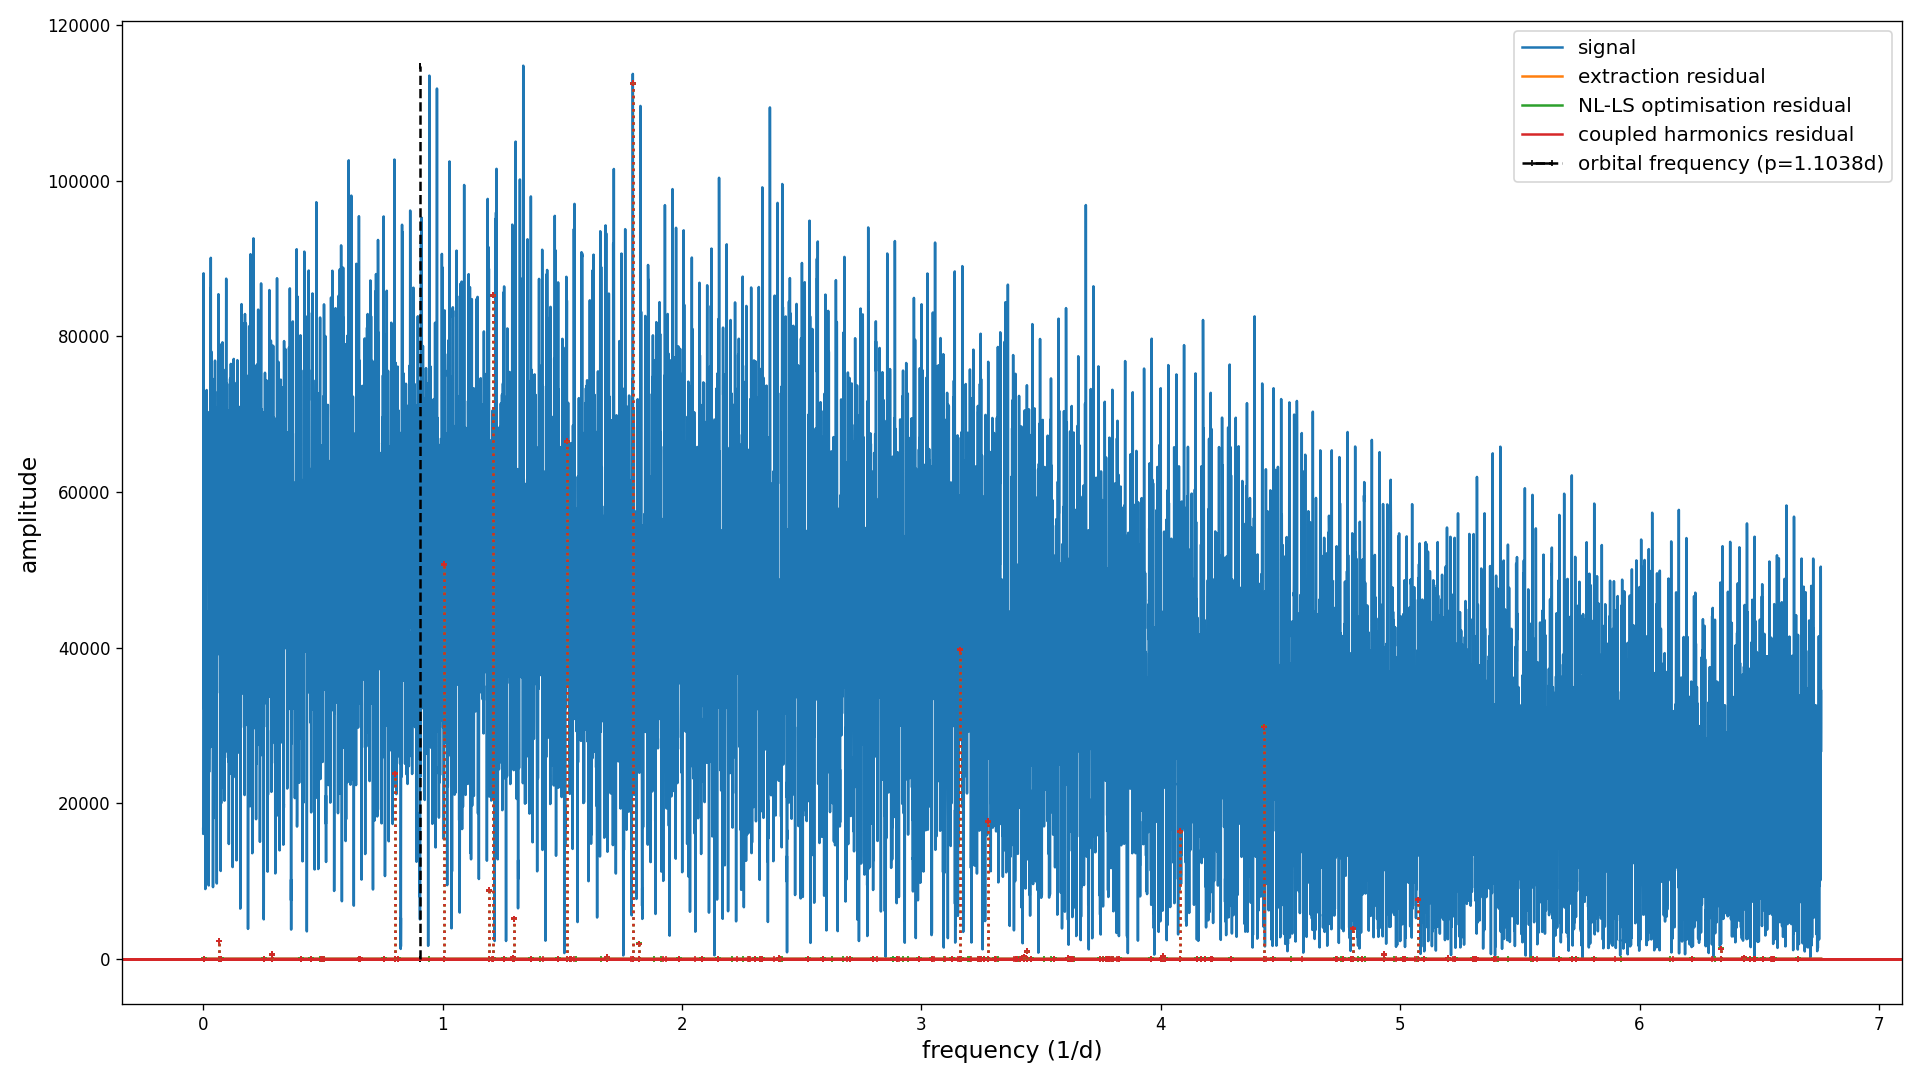 120000
100000
80000
60000
40000
20000
0
amplitude
signal
extraction residual
NL-LS optimisation residual
coupled harmonics residual
orbital frequency (p=1.1038d)
0 1 2 3 4 5 6 7
frequency (1/d)